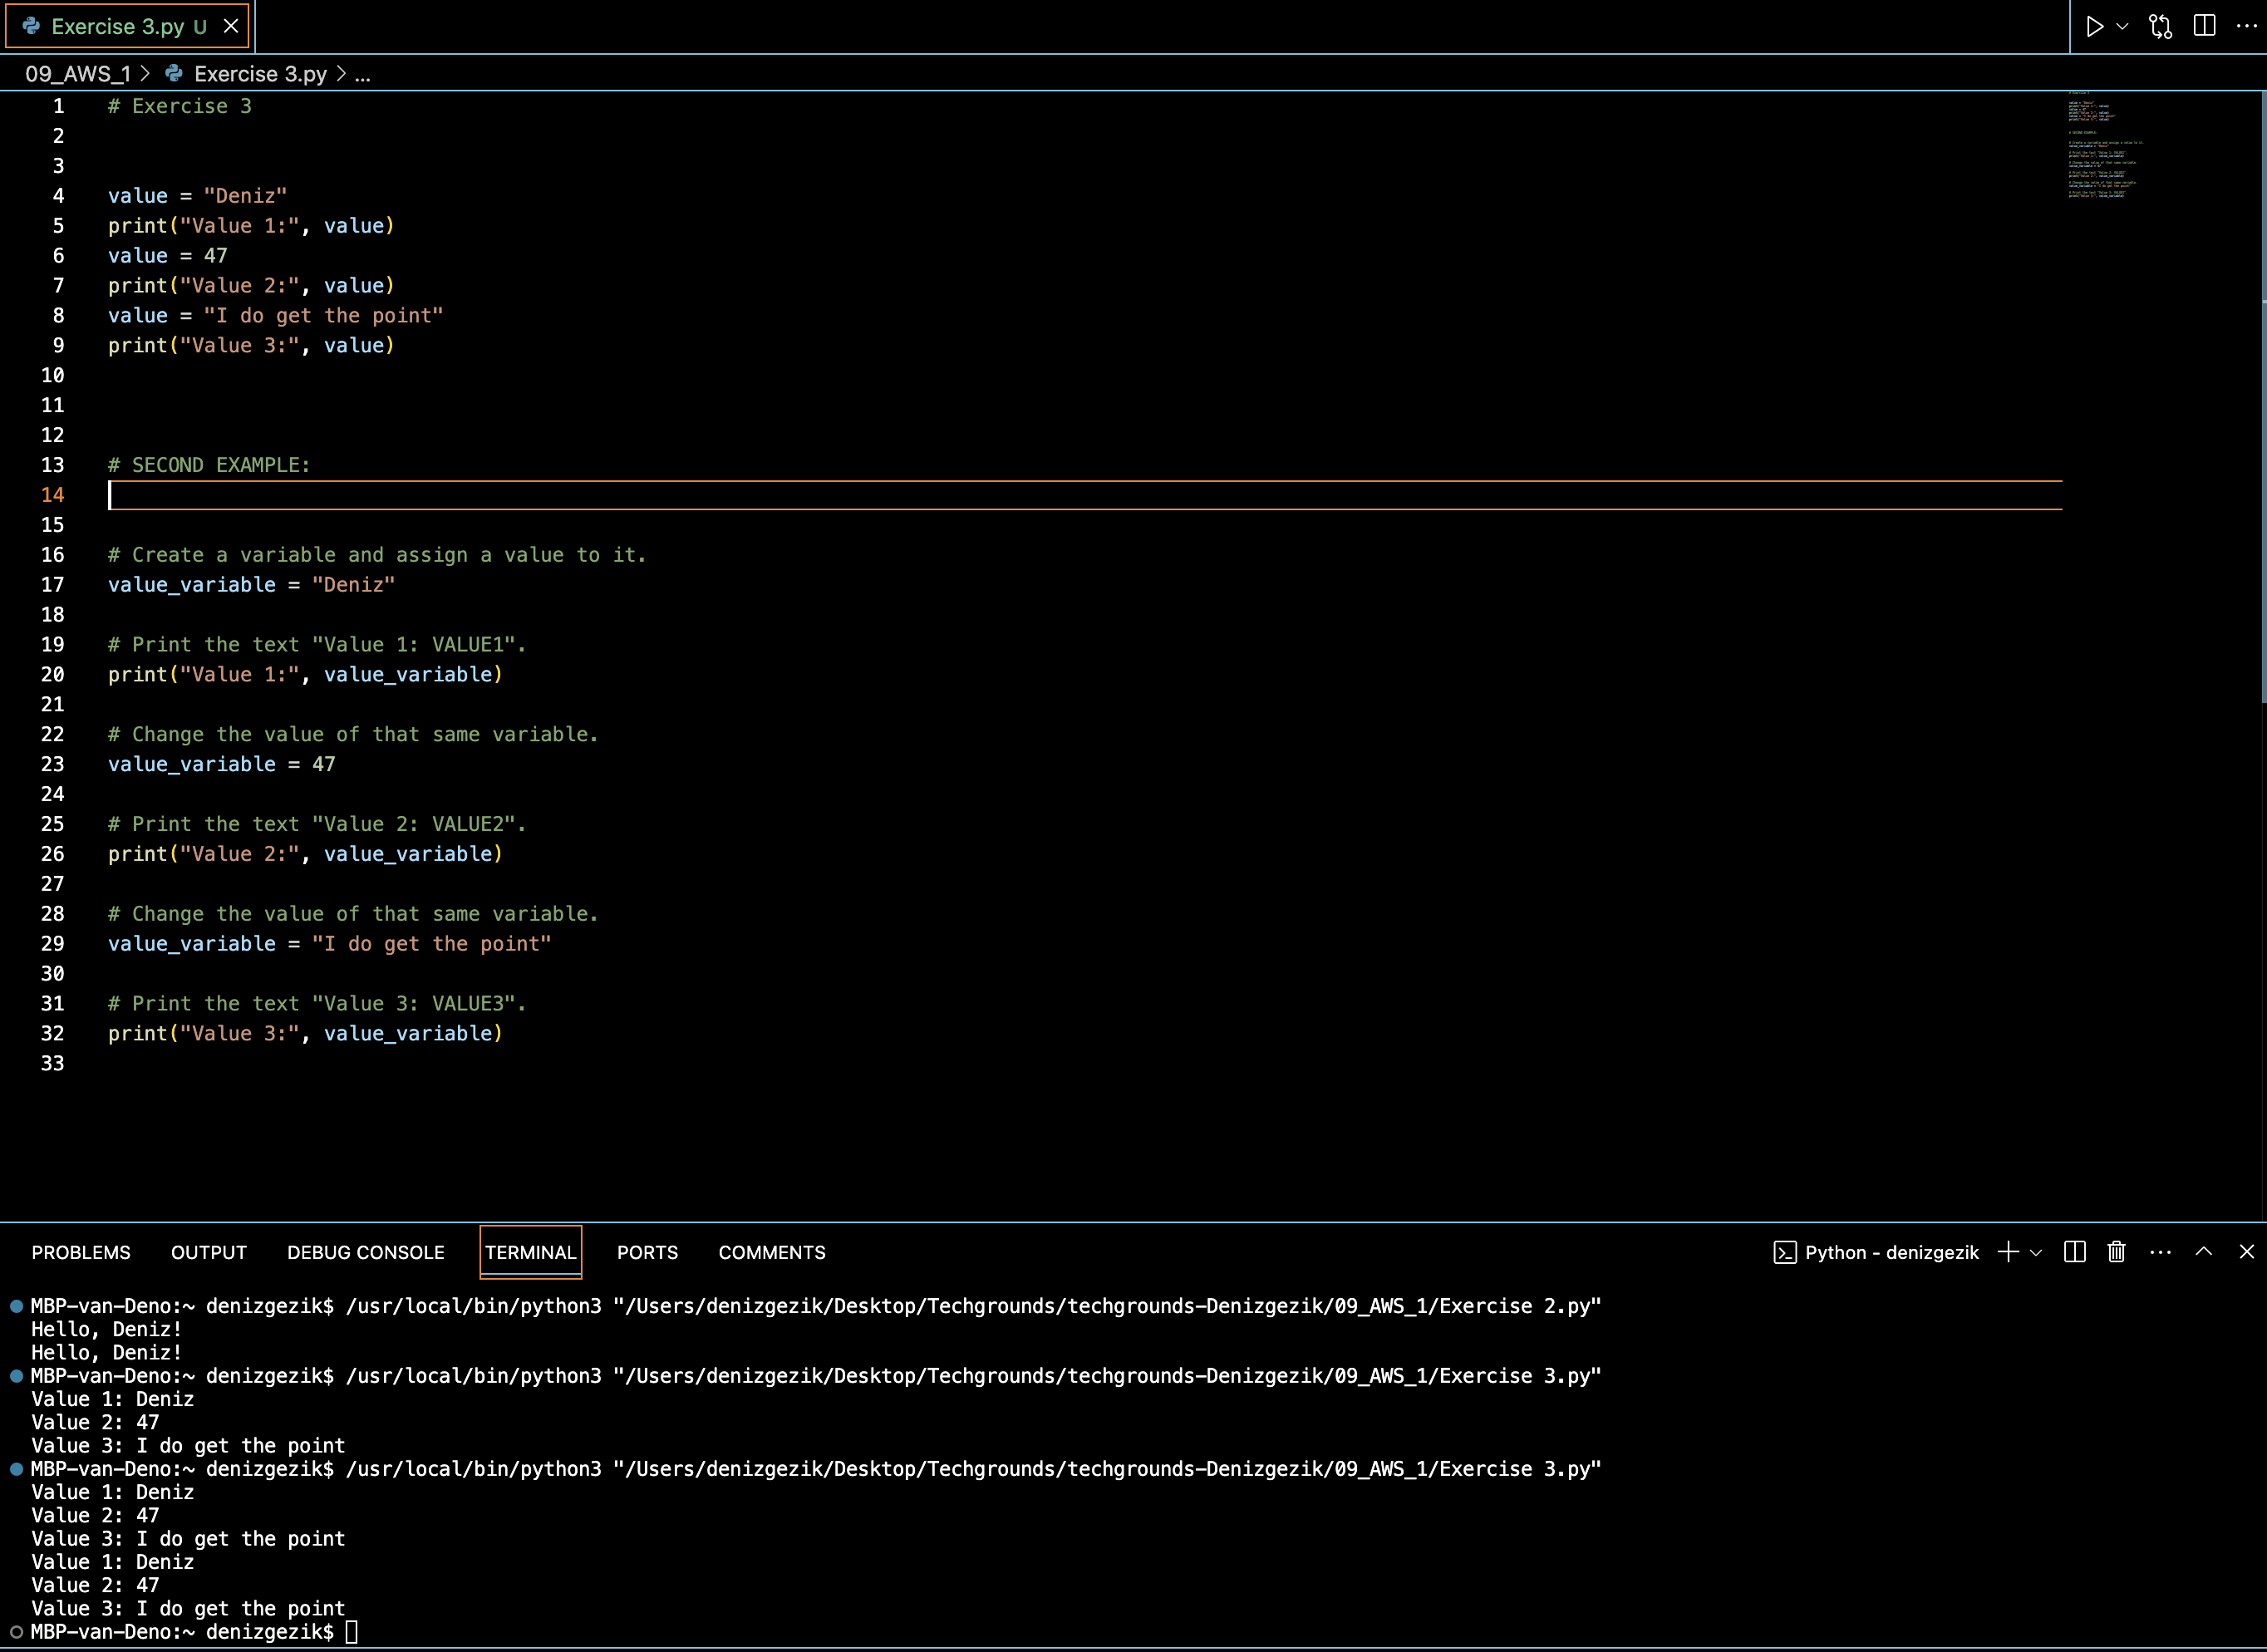 Exercise 3.py U
09_AWS_1 > Exercise 3.py > ...
1 # Exercise 3
2
3
4 value = "Deniz"
5 print("Value 1:", value)
6 value = 47
7 print("Value 2:", value)
8 value = "I do get the point"
9 print("Value 3:", value)
10
11
12
13 # SECOND EXAMPLE:
14
15
16 # Create a variable and assign a value to it.
17 value_variable = "Deniz"
18
19 # Print the text "Value 1: VALUE1".
20 print("Value 1:", value_variable)
21
22 # Change the value of that same variable.
23 value_variable = 47
24
25 # Print the text "Value 2: VALUE2".
26 print("Value 2:", value_variable)
27
28 # Change the value of that same variable.
29 value_variable = "I do get the point"
30
31 # Print the text "Value 3: VALUE3".
32 print("Value 3:", value_variable)
33
PROBLEMS OUTPUT DEBUG CONSOLE TERMINAL PORTS COMMENTS Python - denizgezik
MBP-van-Deno:~ denizgezik$ /usr/local/bin/python3 "/Users/denizgezik/Desktop/Techgrounds/techgrounds-Denizgezik/09_AWS_1/Exercise 2.py"
Hello, Deniz!
Hello, Deniz!
MBP-van-Deno:~ denizgezik$ /usr/local/bin/python3 "/Users/denizgezik/Desktop/Techgrounds/techgrounds-Denizgezik/09_AWS_1/Exercise 3.py"
Value 1: Deniz
Value 2: 47
Value 3: I do get the point
MBP-van-Deno:~ denizgezik$ /usr/local/bin/python3 "/Users/denizgezik/Desktop/Techgrounds/techgrounds-Denizgezik/09_AWS_1/Exercise 3.py"
Value 1: Deniz
Value 2: 47
Value 3: I do get the point
Value 1: Deniz
Value 2: 47
Value 3: I do get the point
MBP-van-Deno:~ denizgezik$